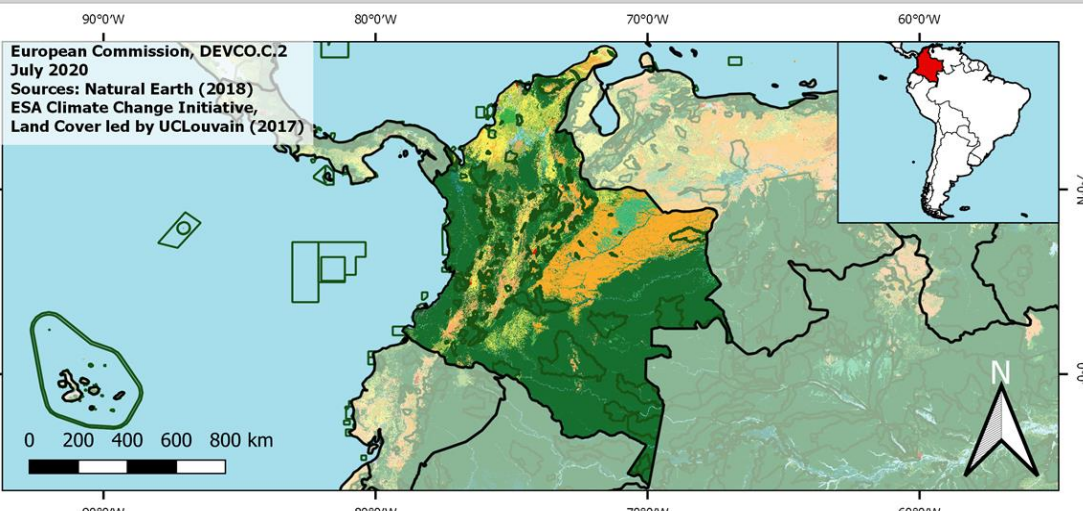 90°0'W 80°0'W 70°0'W 60°0'W
European Commission, DEVCO.C.2
July 2020
Sources: Natural Earth (2018)
ESA Climate Change Initiative,
Land Cover led by UCLouvain (2017)
N
0 200 400 600 800 km